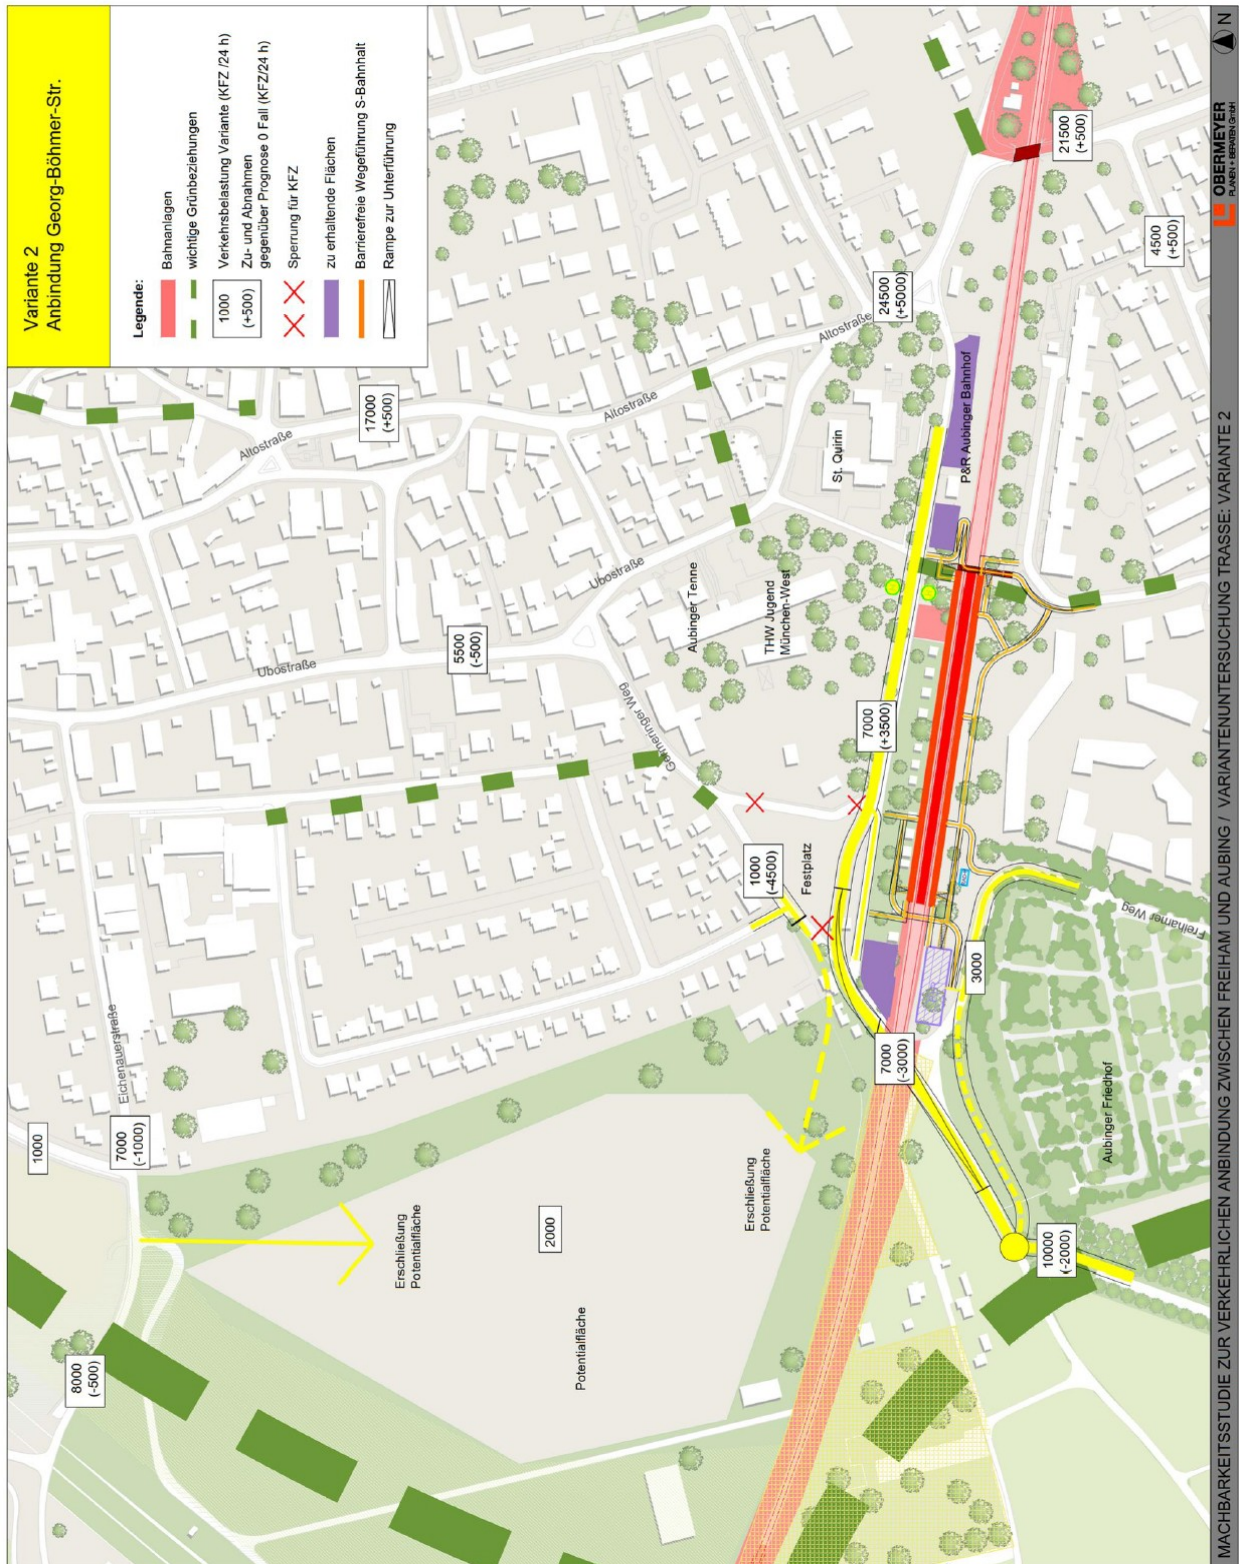 Variante 2
Anbindung Georg-Böhmer-Str.
Legende:
Bahnanlagen
wichtige Grünbeziehungen
1000
(+500)
Verkehrsbelastung Variante (KFZ /24 h)
Zu- und Abnahmen
gegenüber Prognose 0 Fall (KFZ/24 h)
Sperrung für KFZ
zu erhaltende Flächen
Barrierefreie Wegeführung S-Bahnhalt
Rampe zur Unterführung
8000
(-500)
1000
7000
(-1000)
Eichenauerstraße
Ubostraße
5500
(-500)
Altostraße
17000
(+500)
Altostraße
Altostraße
Ubostraße
Germeringer Weg
Aubinger Tenne
THW Jugend
München-West
St. Quirin
24500
(+5000)
P&R Aubinger Bahnhof
21500
(+500)
4500
(+500)
7000
(+3500)
1000
(-4500)
Festplatz
Erschließung
Potentialfläche
2000
Potentialfläche
Erschließung
Potentialfläche
7000
(-3000)
3000
Freihamer Weg
Aubinger Friedhof
10000
(-2000)
MACHBARKEITSSTUDIE ZUR VERKEHRLICHEN ANBINDUNG ZWISCHEN FREIHAM UND AUBING / VARIANTENUNTERSUCHUNG TRASSE: VARIANTE 2
OBERMEYER
PLANEN + BERATEN GmbH
N